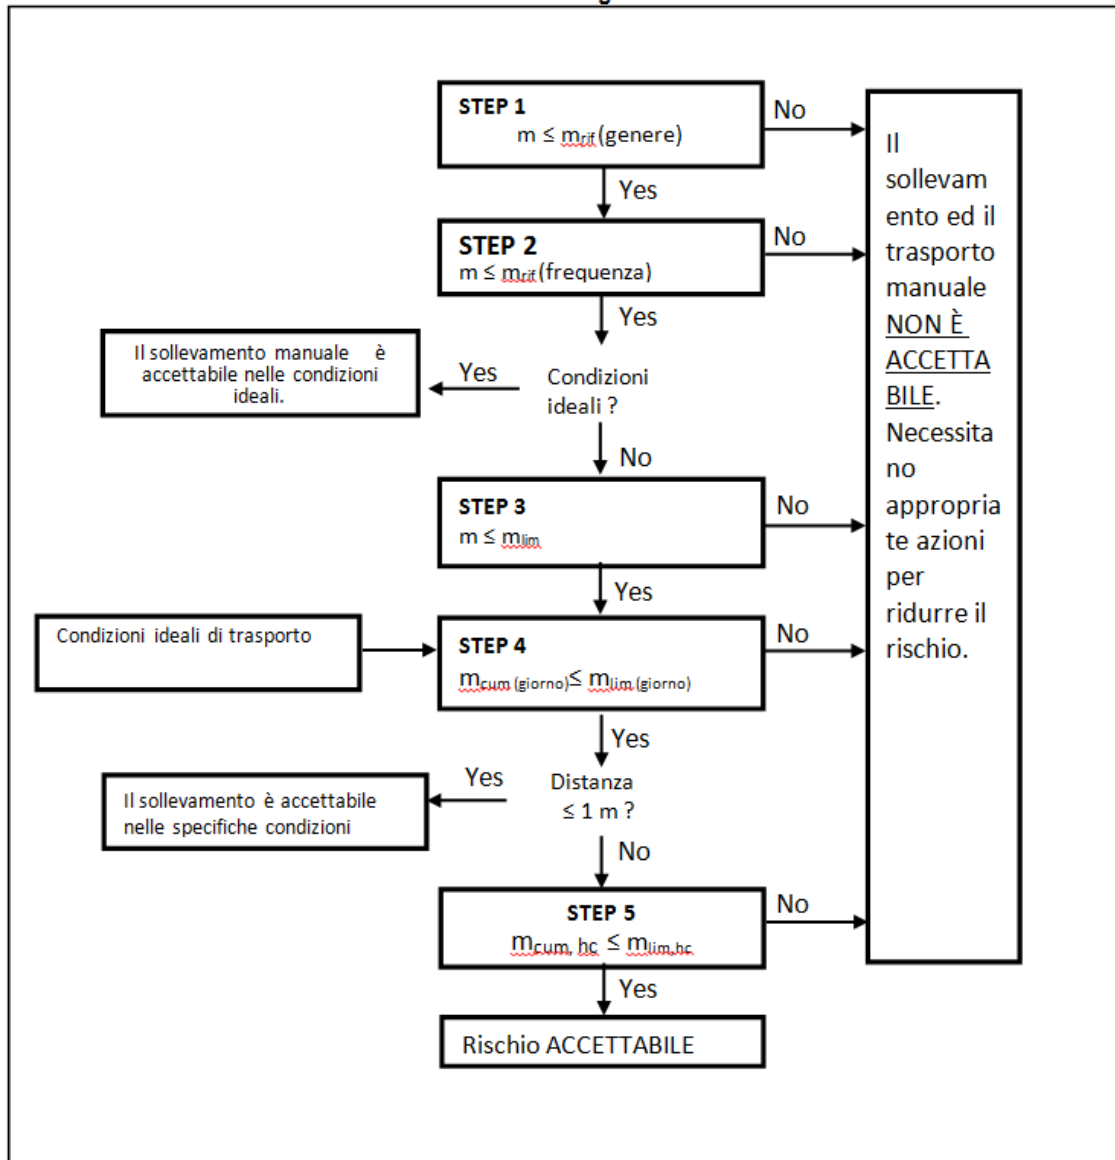 STEP 1
m ≤ mrif(genere)
No
Yes
STEP 2
m ≤ mrif(frequenza)
No
Yes
Il sollevamento manuale è
accettabile nelle condizioni
ideali.
Yes
Condizioni
ideali ?
No
STEP 3
m ≤ mlim
No
Yes
Condizioni ideali di trasporto
STEP 4
mcum (giorno)≤ mlim (giorno)
No
Yes
Il sollevamento è accettabile
nelle specifiche condizioni
Yes
Distanza
≤ 1 m ?
No
STEP 5
mcum, hc ≤ mlim,hc
No
Yes
Rischio ACCETTABILE
Il
sollevam
ento ed il
trasporto
manuale
NON È
ACCETTA
BILE.
Necessita
no
appropria
te azioni
per
ridurre il
rischio.